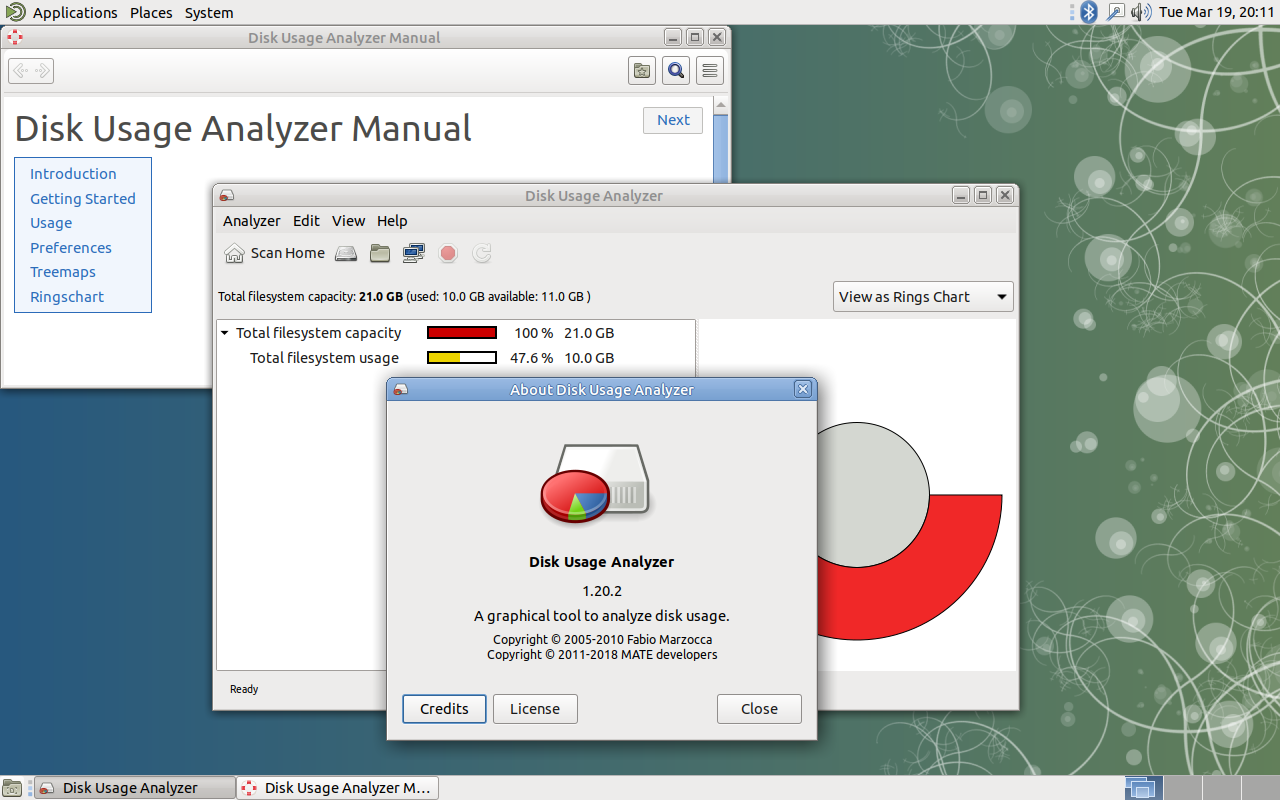 Applications Places System
Tue Mar 19, 20:11
Disk Usage Analyzer Manual
Disk Usage Analyzer Manual
Next
Introduction
Getting Started
Usage
Preferences
Treemaps
Ringschart
Disk Usage Analyzer
Analyzer Edit View Help
Scan Home
Total filesystem capacity: 21.0 GB (used: 10.0 GB available: 11.0 GB )
View as Rings Chart
Total filesystem capacity 100 % 21.0 GB
Total filesystem usage 47.6 % 10.0 GB
Ready
About Disk Usage Analyzer
Disk Usage Analyzer
1.20.2
A graphical tool to analyze disk usage.
Copyright © 2005-2010 Fabio Marzocca
Copyright © 2011-2018 MATE developers
Credits License Close
Disk Usage Analyzer Disk Usage Analyzer M...